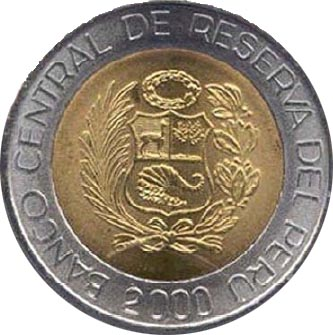 BANCO CENTRAL DE RESERVA DEL PERU
2000